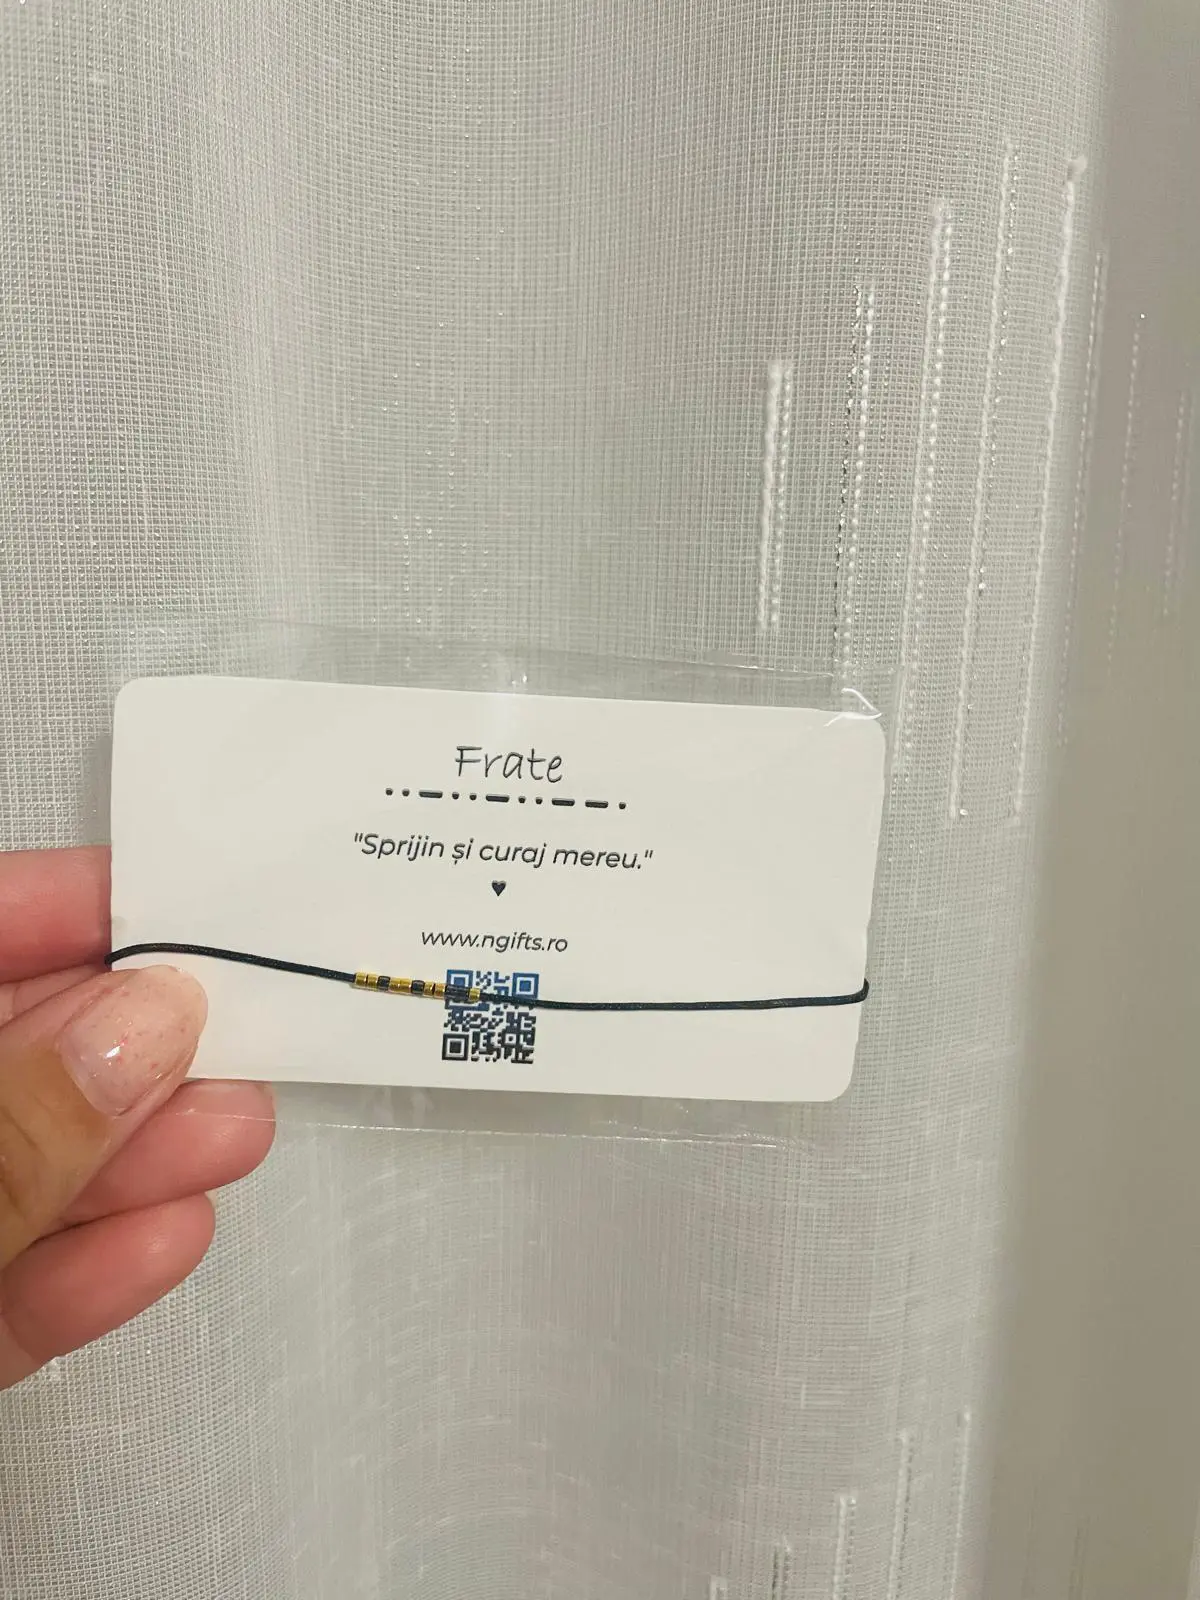 Frate
..–..–..––.
"Sprijin și curaj mereu."
♥
www.ngifts.ro